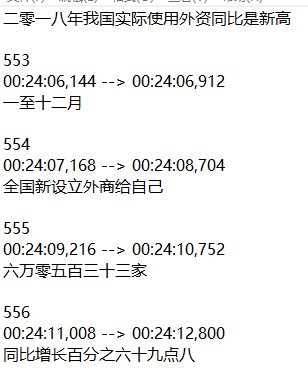 二零一八年我国实际使用外资同比是新高
553
00:24:06,144 --> 00:24:06,912
一至十二月
554
00:24:07,168 --> 00:24:08,704
全国新设立外商给自己
555
00:24:09,216 --> 00:24:10,752
六万零五百三十三家
556
00:24:11,008 --> 00:24:12,800
同比增长百分之六十九点八